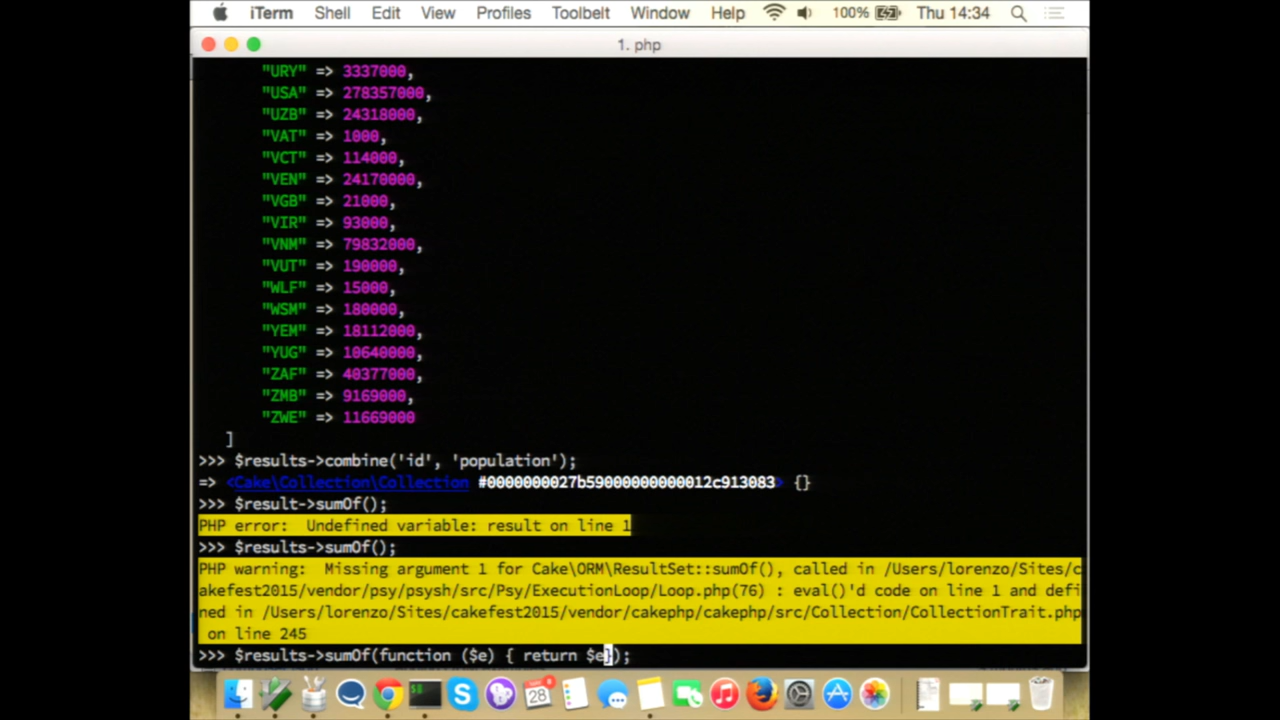 iTerm Shell Edit View Profiles Toolbelt Window Help 100% Thu 14:34
1. php
"URY" => 3337000,
"USA" => 278357000,
"UZB" => 24318000,
"VAT" => 1000,
"VCT" => 114000,
"VEN" => 24170000,
"VGB" => 21000,
"VIR" => 93000,
"VNM" => 79832000,
"VUT" => 190000,
"WLF" => 15000,
"WSM" => 180000,
"YEM" => 18112000,
"YUG" => 10640000,
"ZAF" => 40377000,
"ZMB" => 9169000,
"ZWE" => 11669000
]
>>> $results->combine('id', 'population');
=> <Cake\Collection\Collection #0000000027b59000000000012c913083> {}
>>> $result->sumOf();
PHP error:  Undefined variable: result on line 1
>>> $results->sumOf();
PHP warning:  Missing argument 1 for Cake\ORM\ResultSet::sumOf(), called in /Users/lorenzo/Sites/c
akefest2015/vendor/psy/psysh/src/Psy/ExecutionLoop/Loop.php(76) : eval()'d code on line 1 and defi
ned in /Users/lorenzo/Sites/cakefest2015/vendor/cakephp/cakephp/src/Collection/CollectionTrait.php
on line 245
>>> $results->sumOf(function ($e) { return $e});
28